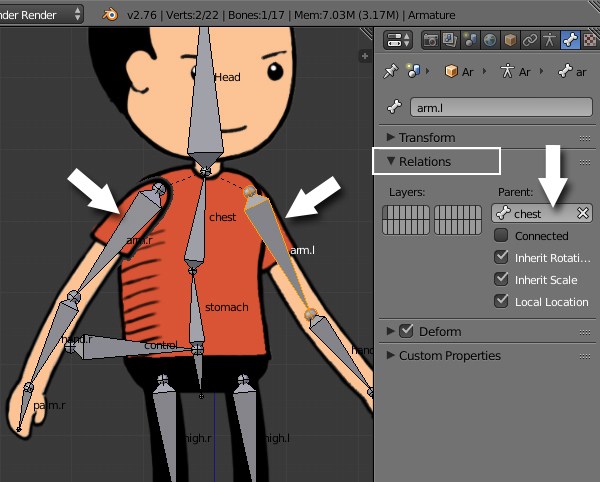 nder Render
v2.76 | Verts:2/22 | Bones:1/17 | Mem:7.03M (3.17M) | Armature
Ar
Ar
ar
arm.l
Transform
Relations
Layers:
Parent:
chest
Connected
Inherit Rotati...
Inherit Scale
Local Location
Deform
Custom Properties
Head
chest
arm.r
arm.l
stomach
hand.r
control
hand
palm.r
high.r
high.l